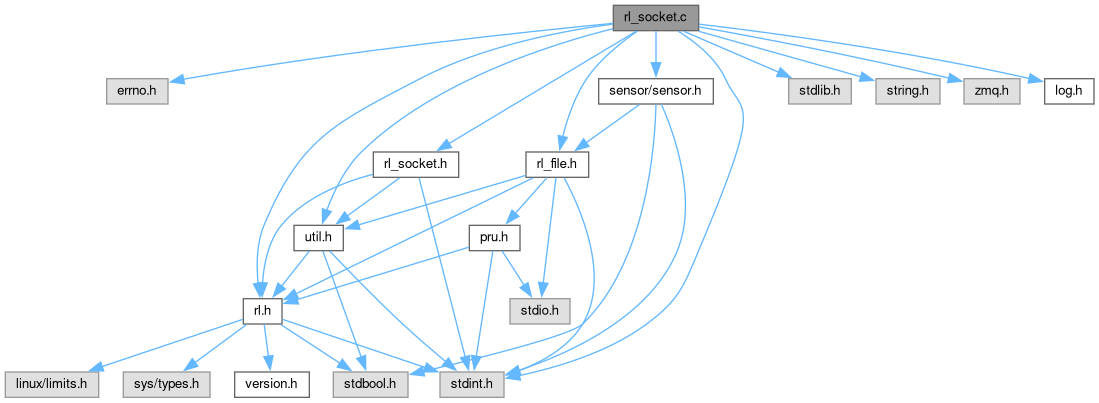 rl_socket.c
errno.h
sensor/sensor.h
stdlib.h
string.h
zmq.h
log.h
rl_socket.h
rl_file.h
util.h
pru.h
rl.h
stdio.h
linux/limits.h
sys/types.h
version.h
stdbool.h
stdint.h